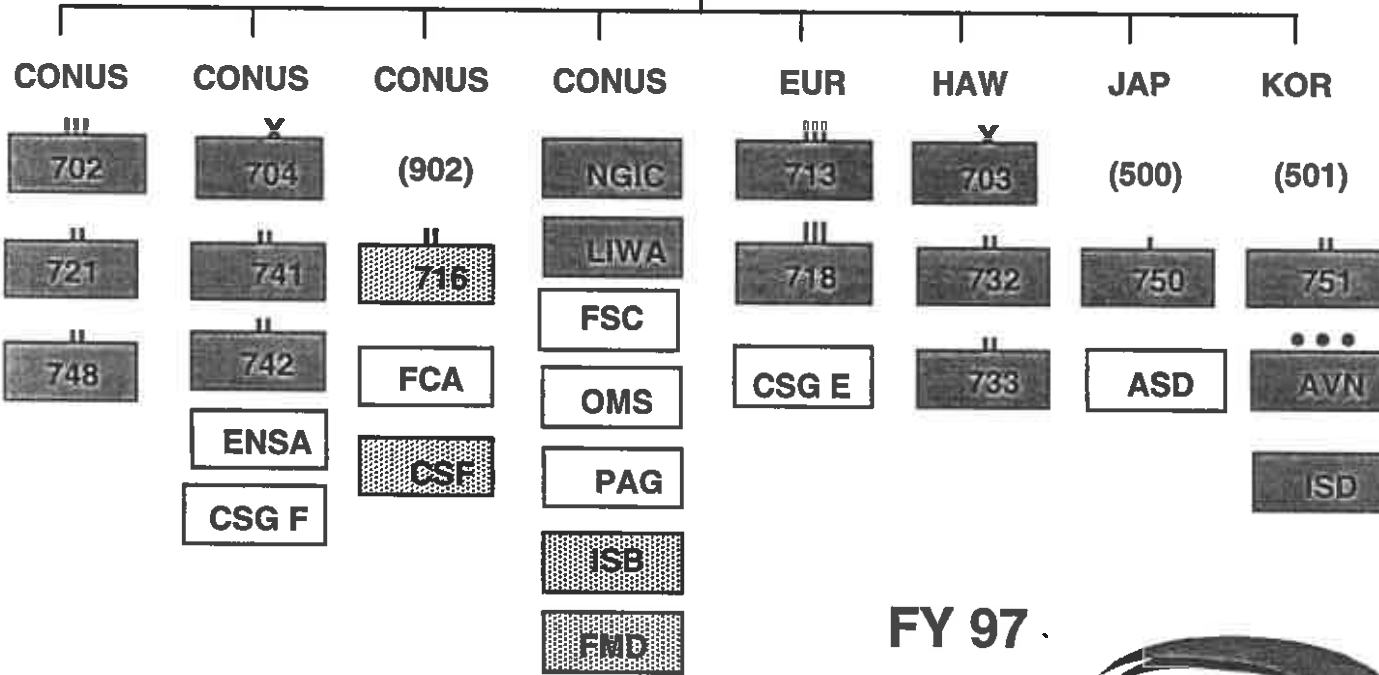 CONUS CONUS CONUS CONUS EUR HAW JAP KOR
702 704 (902) NGIC 713 703 (500) (501)
721 741 716 LIWA 718 732 750 751
FSC
748 742 FCA OMS CSG E 733 ASD AVN
ENSA CSF PAG ISD
CSG F
ISB
FMD
FY 97